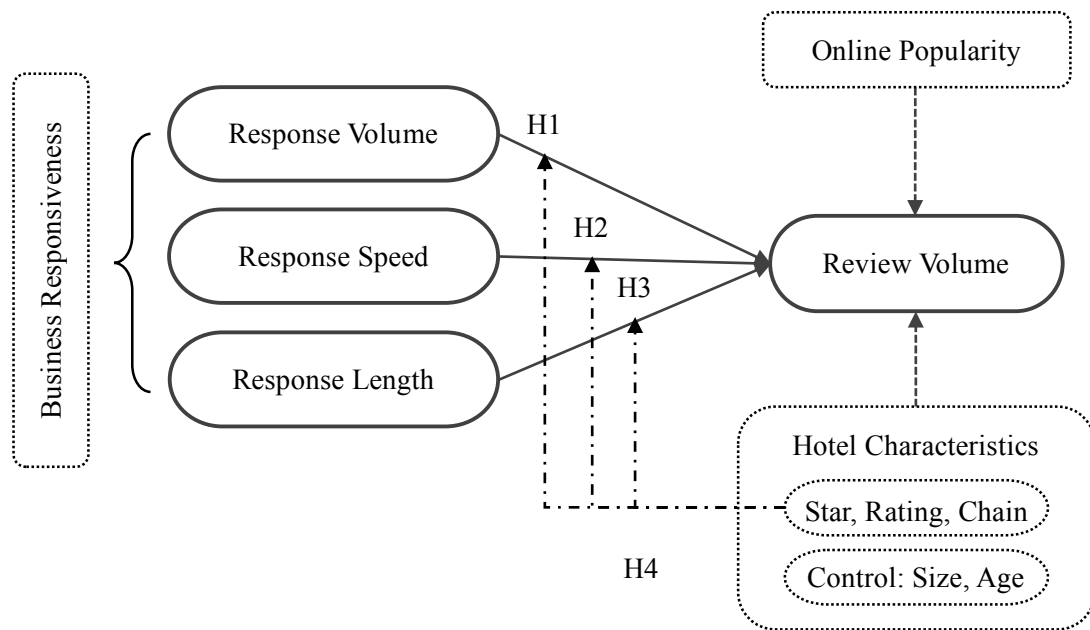 Business Responsiveness
Response Volume
Response Speed
Response Length
H1
H2
H3
H4
Online Popularity
Review Volume
Hotel Characteristics
Star, Rating, Chain
Control: Size, Age